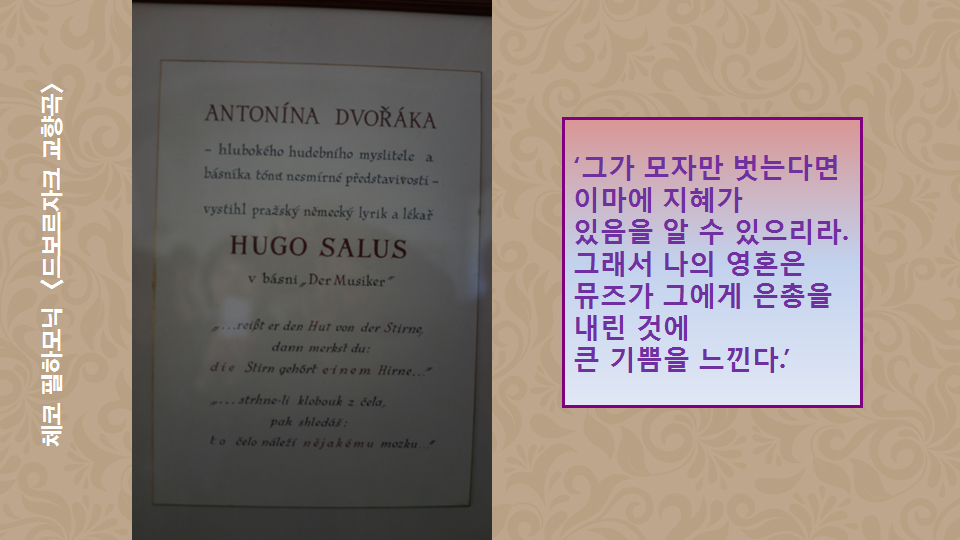 체코 필하모닉 <드보르자크 교향곡>
ANTONÍNA DVOŘÁKA
– hlubokého hudebního myslitele a
básníka tónů nesmírné představivosti –
vystihl pražský německý lyrik a lékař
HUGO SALUS
v básni „Der Musiker“
„...reißt er den Hut von der Stirne,
dann merkst du:
die Stirn gehört einem Hirne...“
„...strhne-li klobouk z čela,
pak shledáš:
to čelo náleží nějakému mozku...“
‘그가 모자만 벗는다면
이마에 지혜가
있음을 알 수 있으리라.
그래서 나의 영혼은
뮤즈가 그에게 은총을
내린 것에
큰 기쁨을 느낀다.’